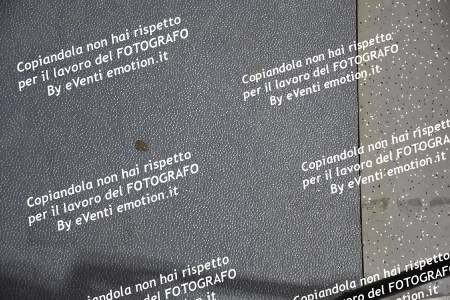 Copiandola non hai rispetto
per il lavoro del FOTOGRAFO
By eVenti emotion.it
Copiandola non hai rispetto
per il lavoro del FOTOGRAFO
By eVenti emotion.it
Copiandola non hai rispetto
per il lavoro del FOTOGRAFO
By eVenti emotion.it
Copiandola non hai rispetto
per il lavoro del FOTOGRAFO
By eVenti emotion.it
Copiandola non hai rispetto
per il lavoro del FOTOGRAFO
Copiandola non hai rispetto
per il lavoro del FOTOGRAFO
emotion.it